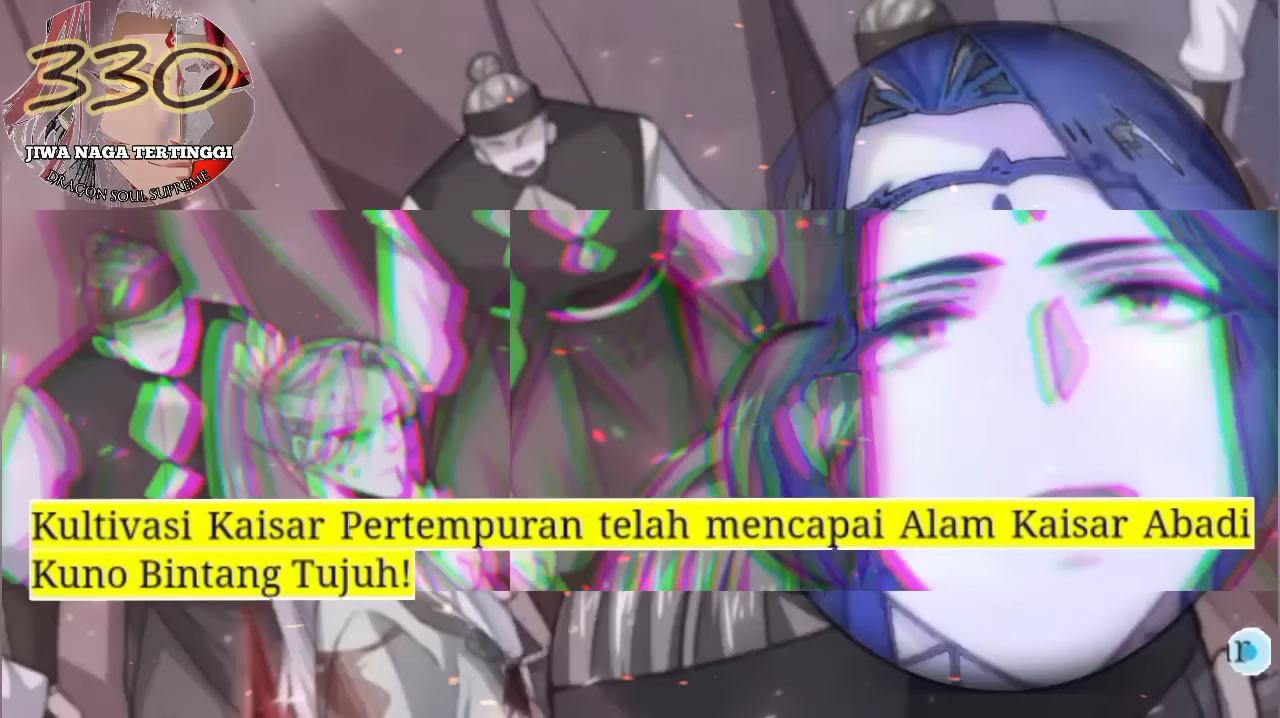 330
JIWA NAGA TERTINGGI
DRAGON SOUL SUPREME
Kultivasi Kaisar Pertempuran telah mencapai Alam Kaisar Abadi
Kuno Bintang Tujuh!
r